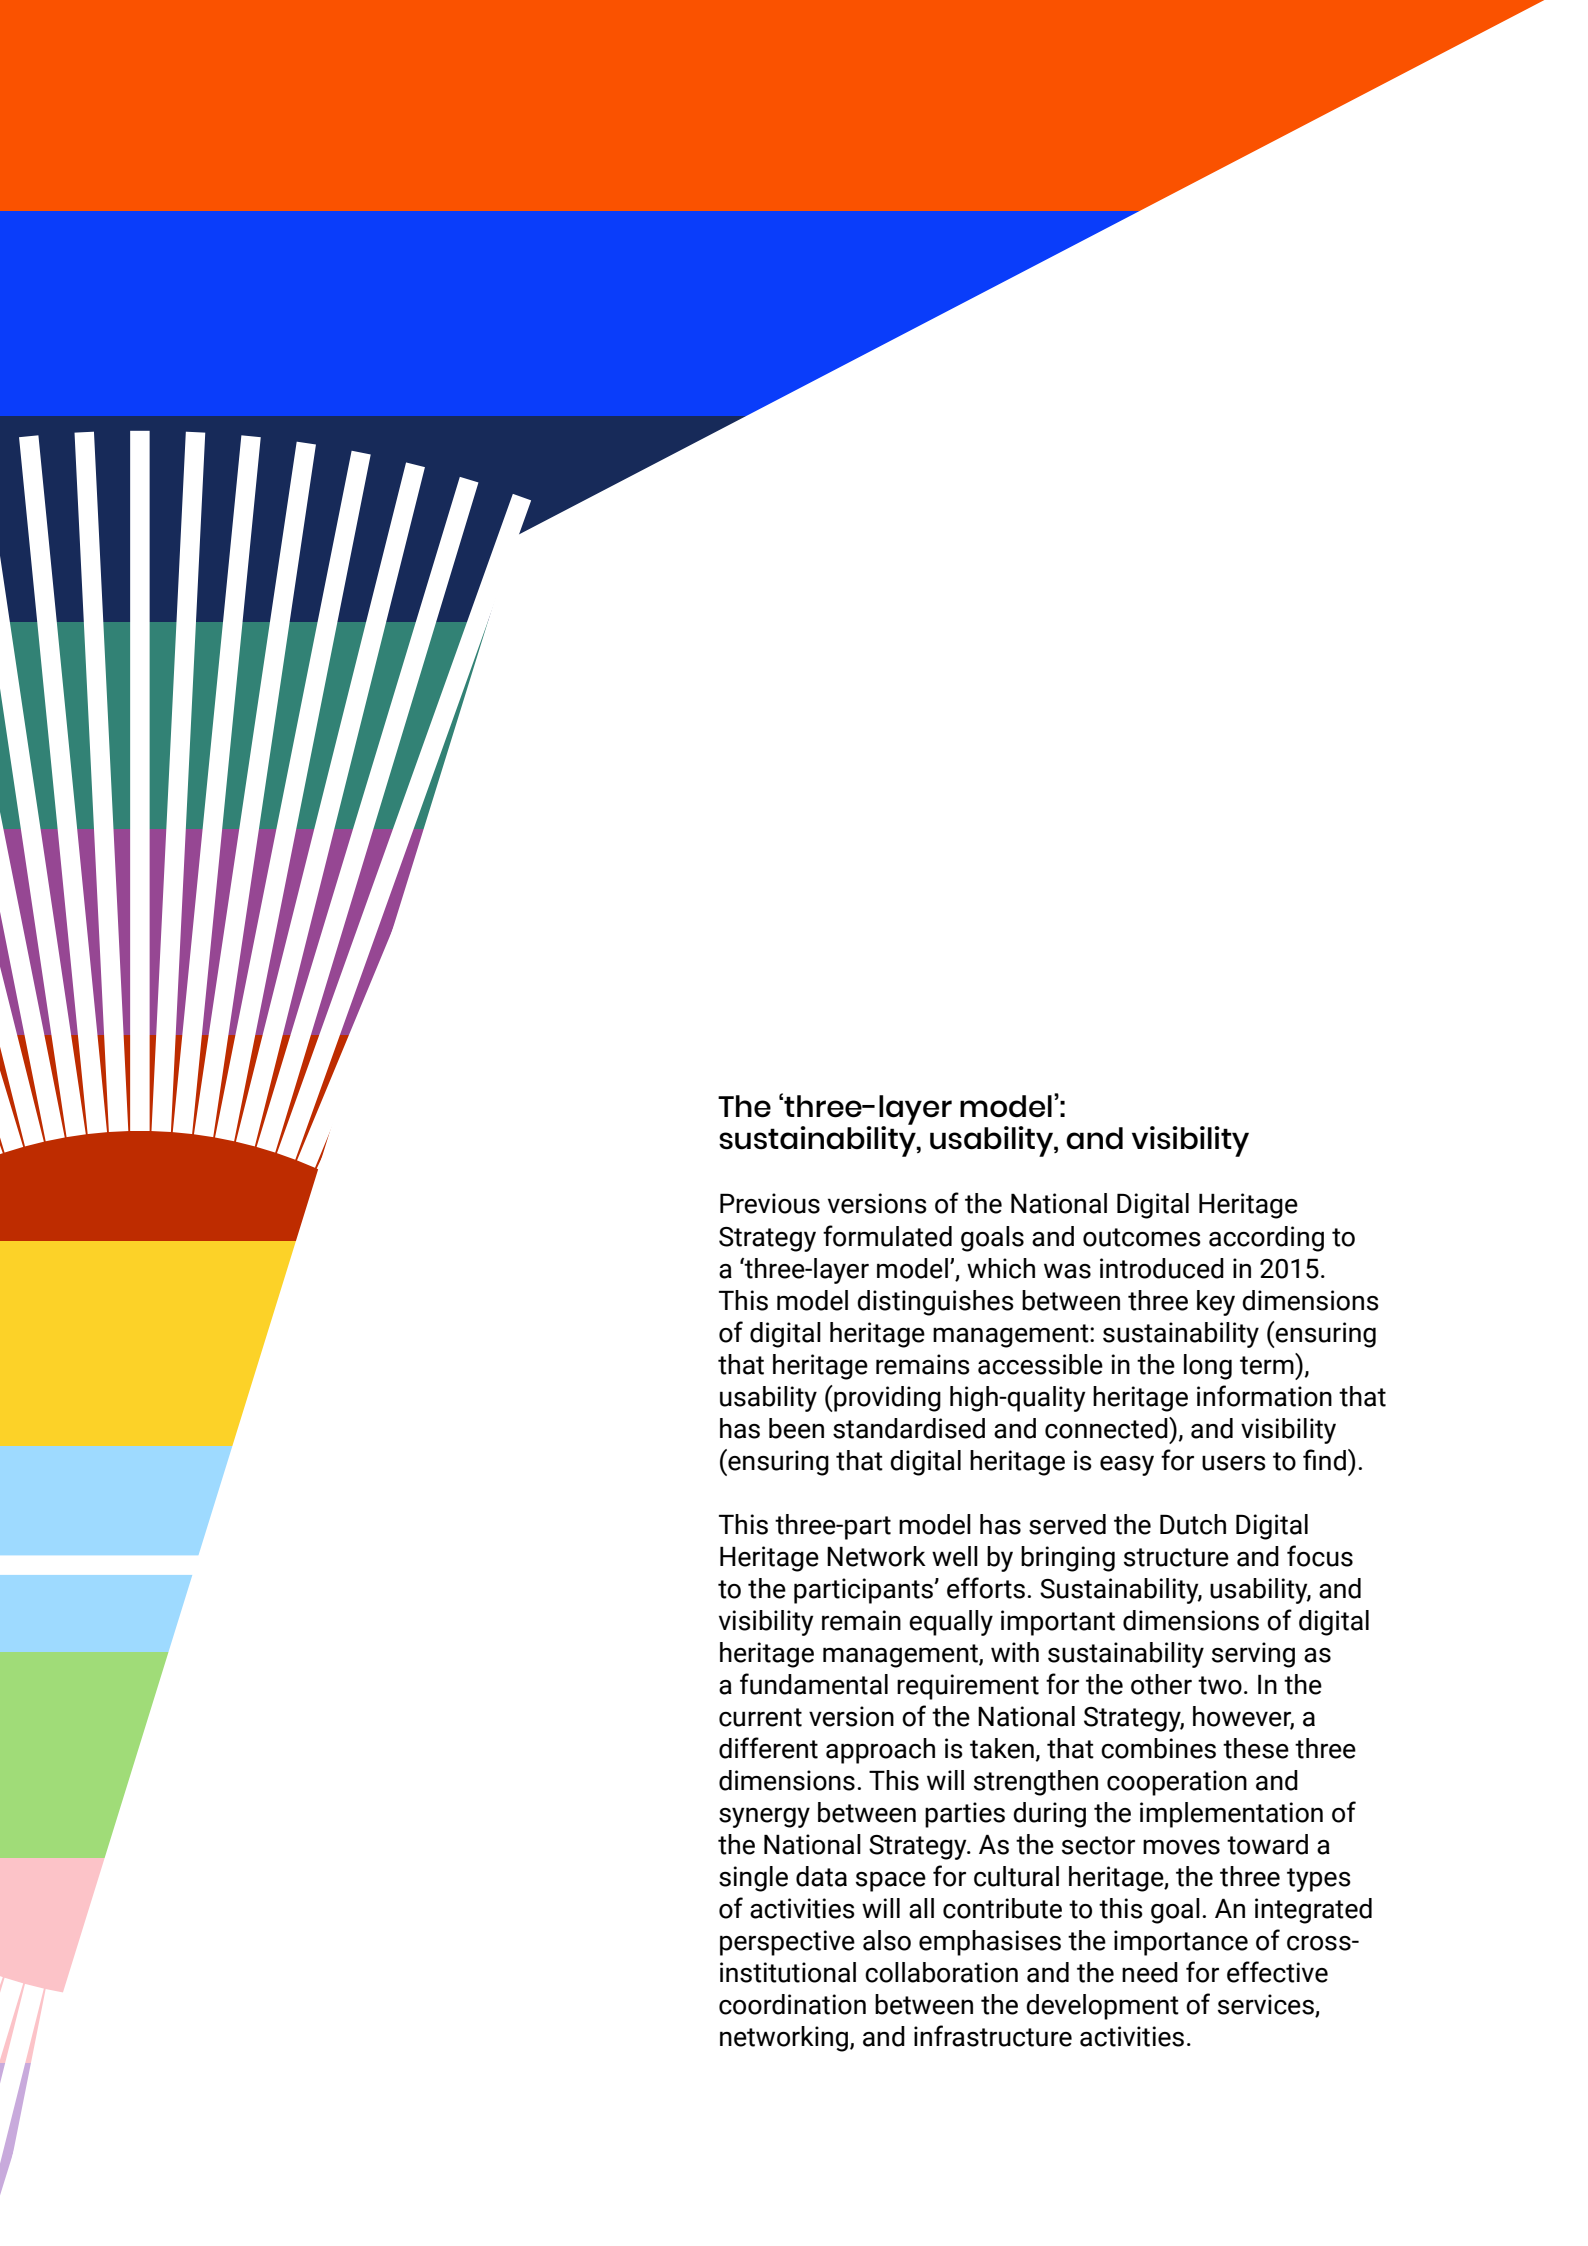 The ‘three-layer model’:
sustainability, usability, and visibility
Previous versions of the National Digital Heritage
Strategy formulated goals and outcomes according to
a ‘three-layer model’, which was introduced in 2015.
This model distinguishes between three key dimensions
of digital heritage management: sustainability (ensuring
that heritage remains accessible in the long term),
usability (providing high-quality heritage information that
has been standardised and connected), and visibility
(ensuring that digital heritage is easy for users to find).
This three-part model has served the Dutch Digital
Heritage Network well by bringing structure and focus
to the participants’ efforts. Sustainability, usability, and
visibility remain equally important dimensions of digital
heritage management, with sustainability serving as
a fundamental requirement for the other two. In the
current version of the National Strategy, however, a
different approach is taken, that combines these three
dimensions. This will strengthen cooperation and
synergy between parties during the implementation of
the National Strategy. As the sector moves toward a
single data space for cultural heritage, the three types
of activities will all contribute to this goal. An integrated
perspective also emphasises the importance of cross-
institutional collaboration and the need for effective
coordination between the development of services,
networking, and infrastructure activities.